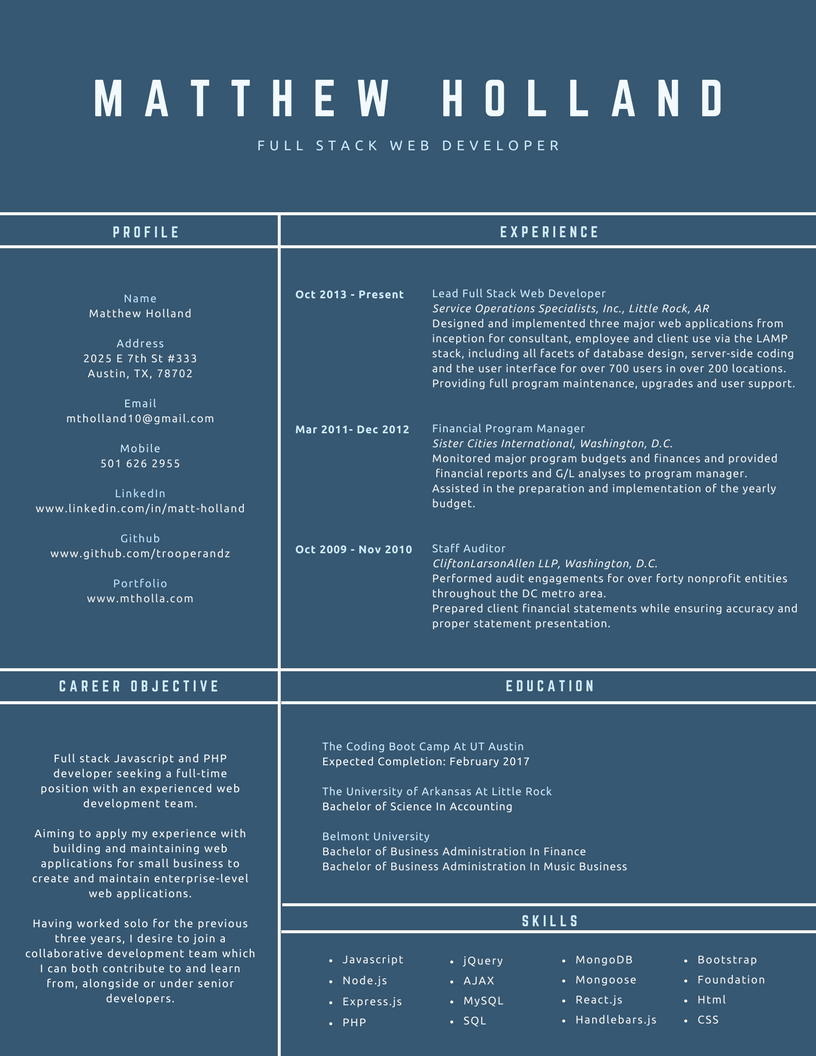 MATTHEW HOLLAND
FULL STACK WEB DEVELOPER
PROFILE
Name
Matthew Holland
Address
2025 E 7th St #333
Austin, TX, 78702
Email
mtholland10@gmail.com
Mobile
501 626 2955
LinkedIn
www.linkedin.com/in/matt-holland
Github
www.github.com/trooperandz
Portfolio
www.mtholla.com
EXPERIENCE
Oct 2013 - Present
Lead Full Stack Web Developer
Service Operations Specialists, Inc., Little Rock, AR
Designed and implemented three major web applications from
inception for consultant, employee and client use via the LAMP
stack, including all facets of database design, server-side coding
and the user interface for over 700 users in over 200 locations.
Providing full program maintenance, upgrades and user support.
Mar 2011- Dec 2012
Financial Program Manager
Sister Cities International, Washington, D.C.
Monitored major program budgets and finances and provided
financial reports and G/L analyses to program manager.
Assisted in the preparation and implementation of the yearly
budget.
Oct 2009 - Nov 2010
Staff Auditor
CliftonLarsonAllen LLP, Washington, D.C.
Performed audit engagements for over forty nonprofit entities
throughout the DC metro area.
Prepared client financial statements while ensuring accuracy and
proper statement presentation.
CAREER OBJECTIVE
Full stack Javascript and PHP
developer seeking a full-time
position with an experienced web
development team.
Aiming to apply my experience with
building and maintaining web
applications for small business to
create and maintain enterprise-level
web applications.
Having worked solo for the previous
three years, I desire to join a
collaborative development team which
I can both contribute to and learn
from, alongside or under senior
developers.
EDUCATION
The Coding Boot Camp At UT Austin
Expected Completion: February 2017
The University of Arkansas At Little Rock
Bachelor of Science In Accounting
Belmont University
Bachelor of Business Administration In Finance
Bachelor of Business Administration In Music Business
SKILLS
• Javascript
• Node.js
• Express.js
• PHP
• jQuery
• AJAX
• MySQL
• SQL
• MongoDB
• Mongoose
• React.js
• Handlebars.js
• Bootstrap
• Foundation
• Html
• CSS